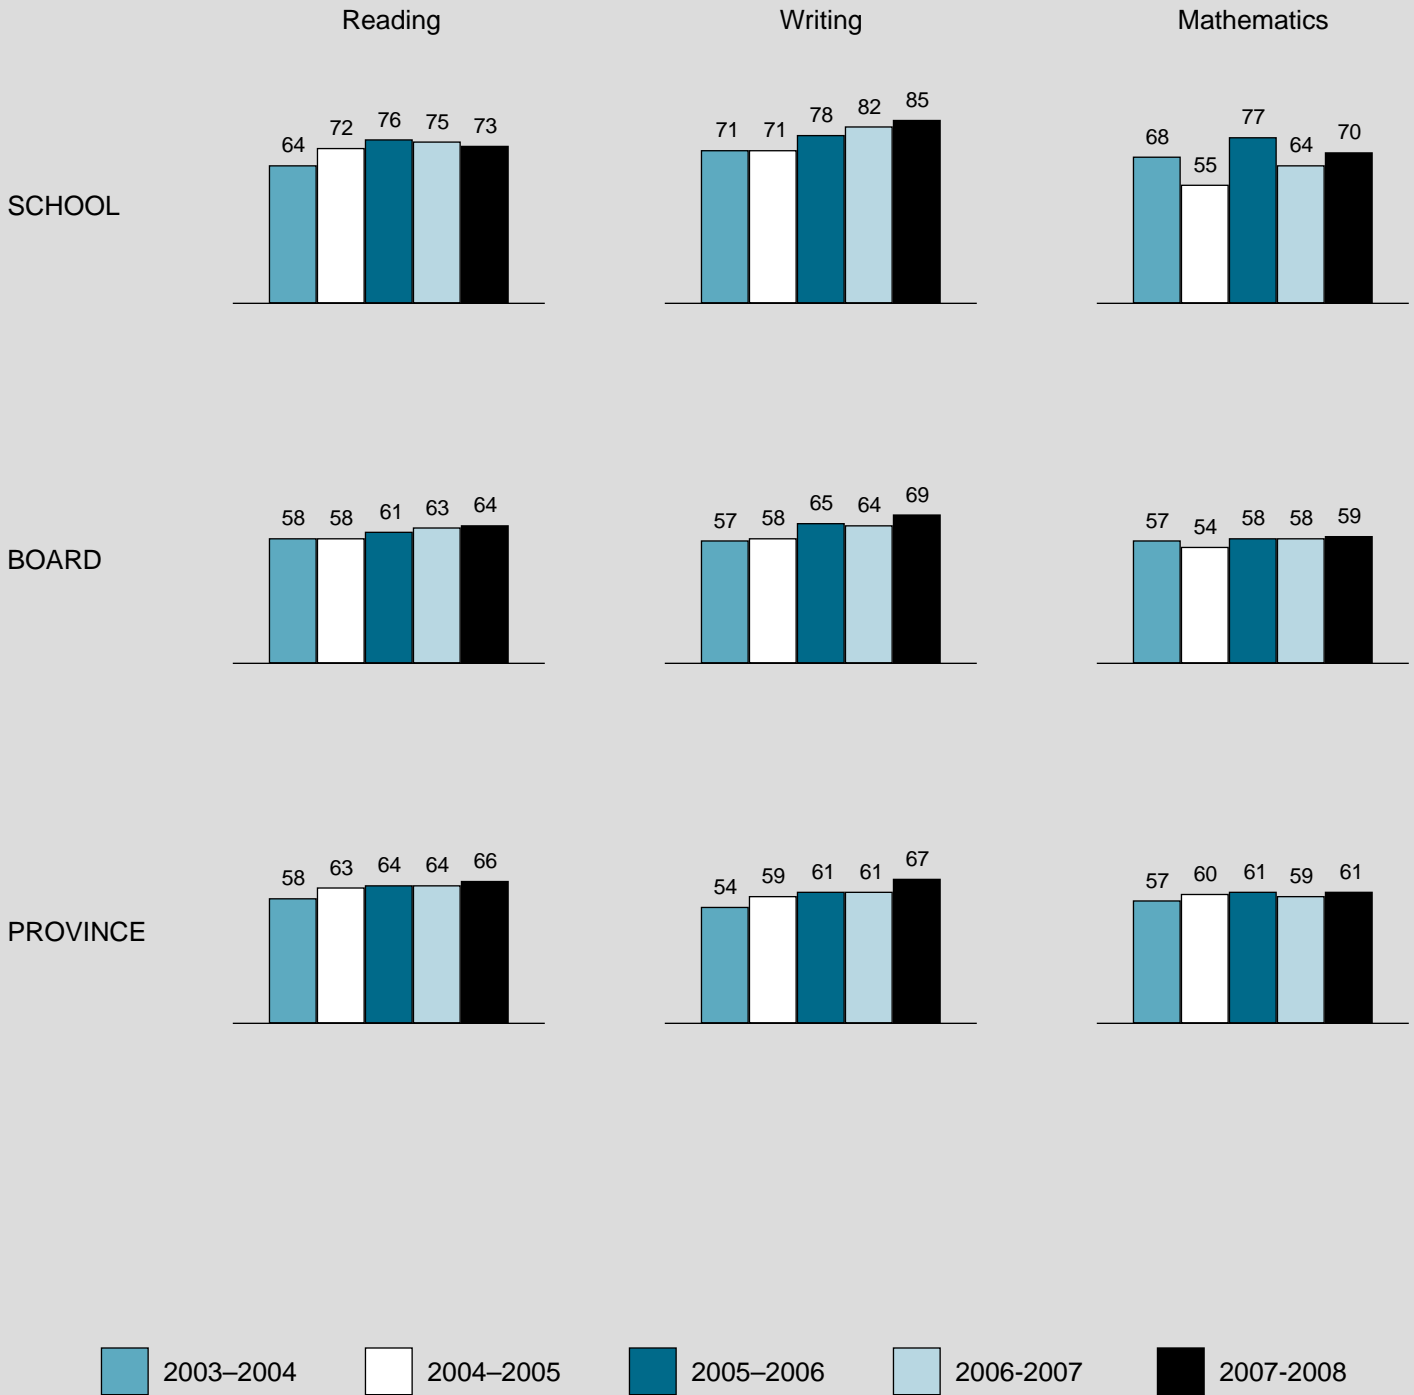 Reading Writing Mathematics
SCHOOL
64 72 76 75 73
71 71 78 82 85
68 55 77 64 70
BOARD
58 58 61 63 64
57 58 65 64 69
57 54 58 58 59
PROVINCE
58 63 64 64 66
54 59 61 61 67
57 60 61 59 61
2003–2004 2004–2005 2005–2006 2006-2007 2007-2008